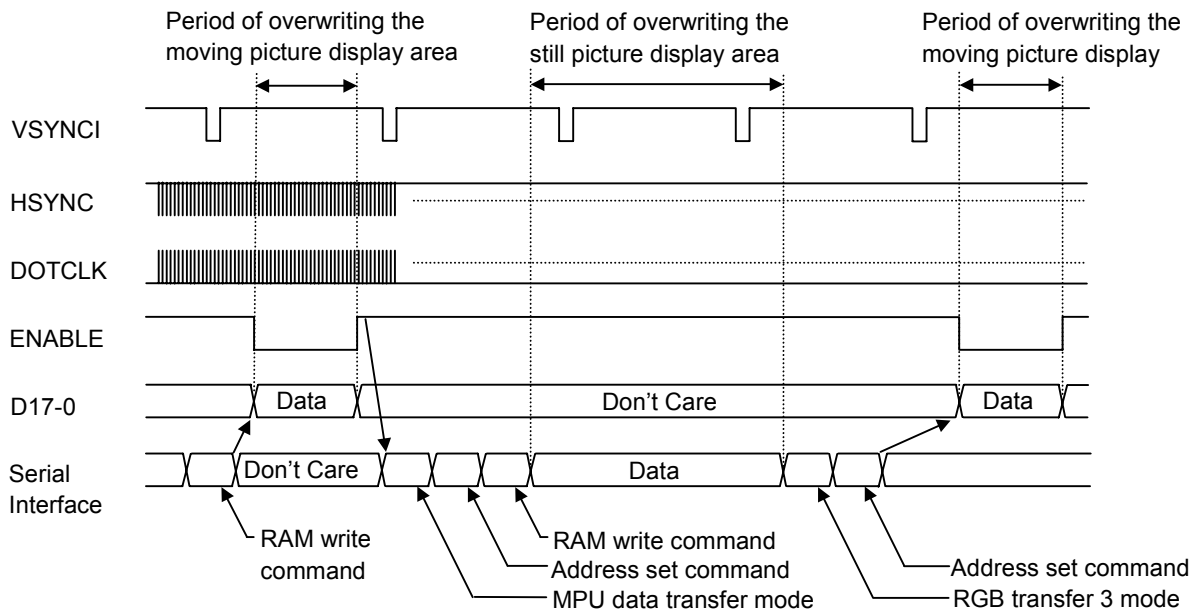 Period of overwriting the
moving picture display area
Period of overwriting the
still picture display area
Period of overwriting the
moving picture display
VSYNCI
HSYNC
DOTCLK
ENABLE
D17-0
Data
Don't Care
Data
Serial
Interface
Don't Care
Data
RAM write
command
RAM write command
Address set command
MPU data transfer mode
Address set command
RGB transfer 3 mode